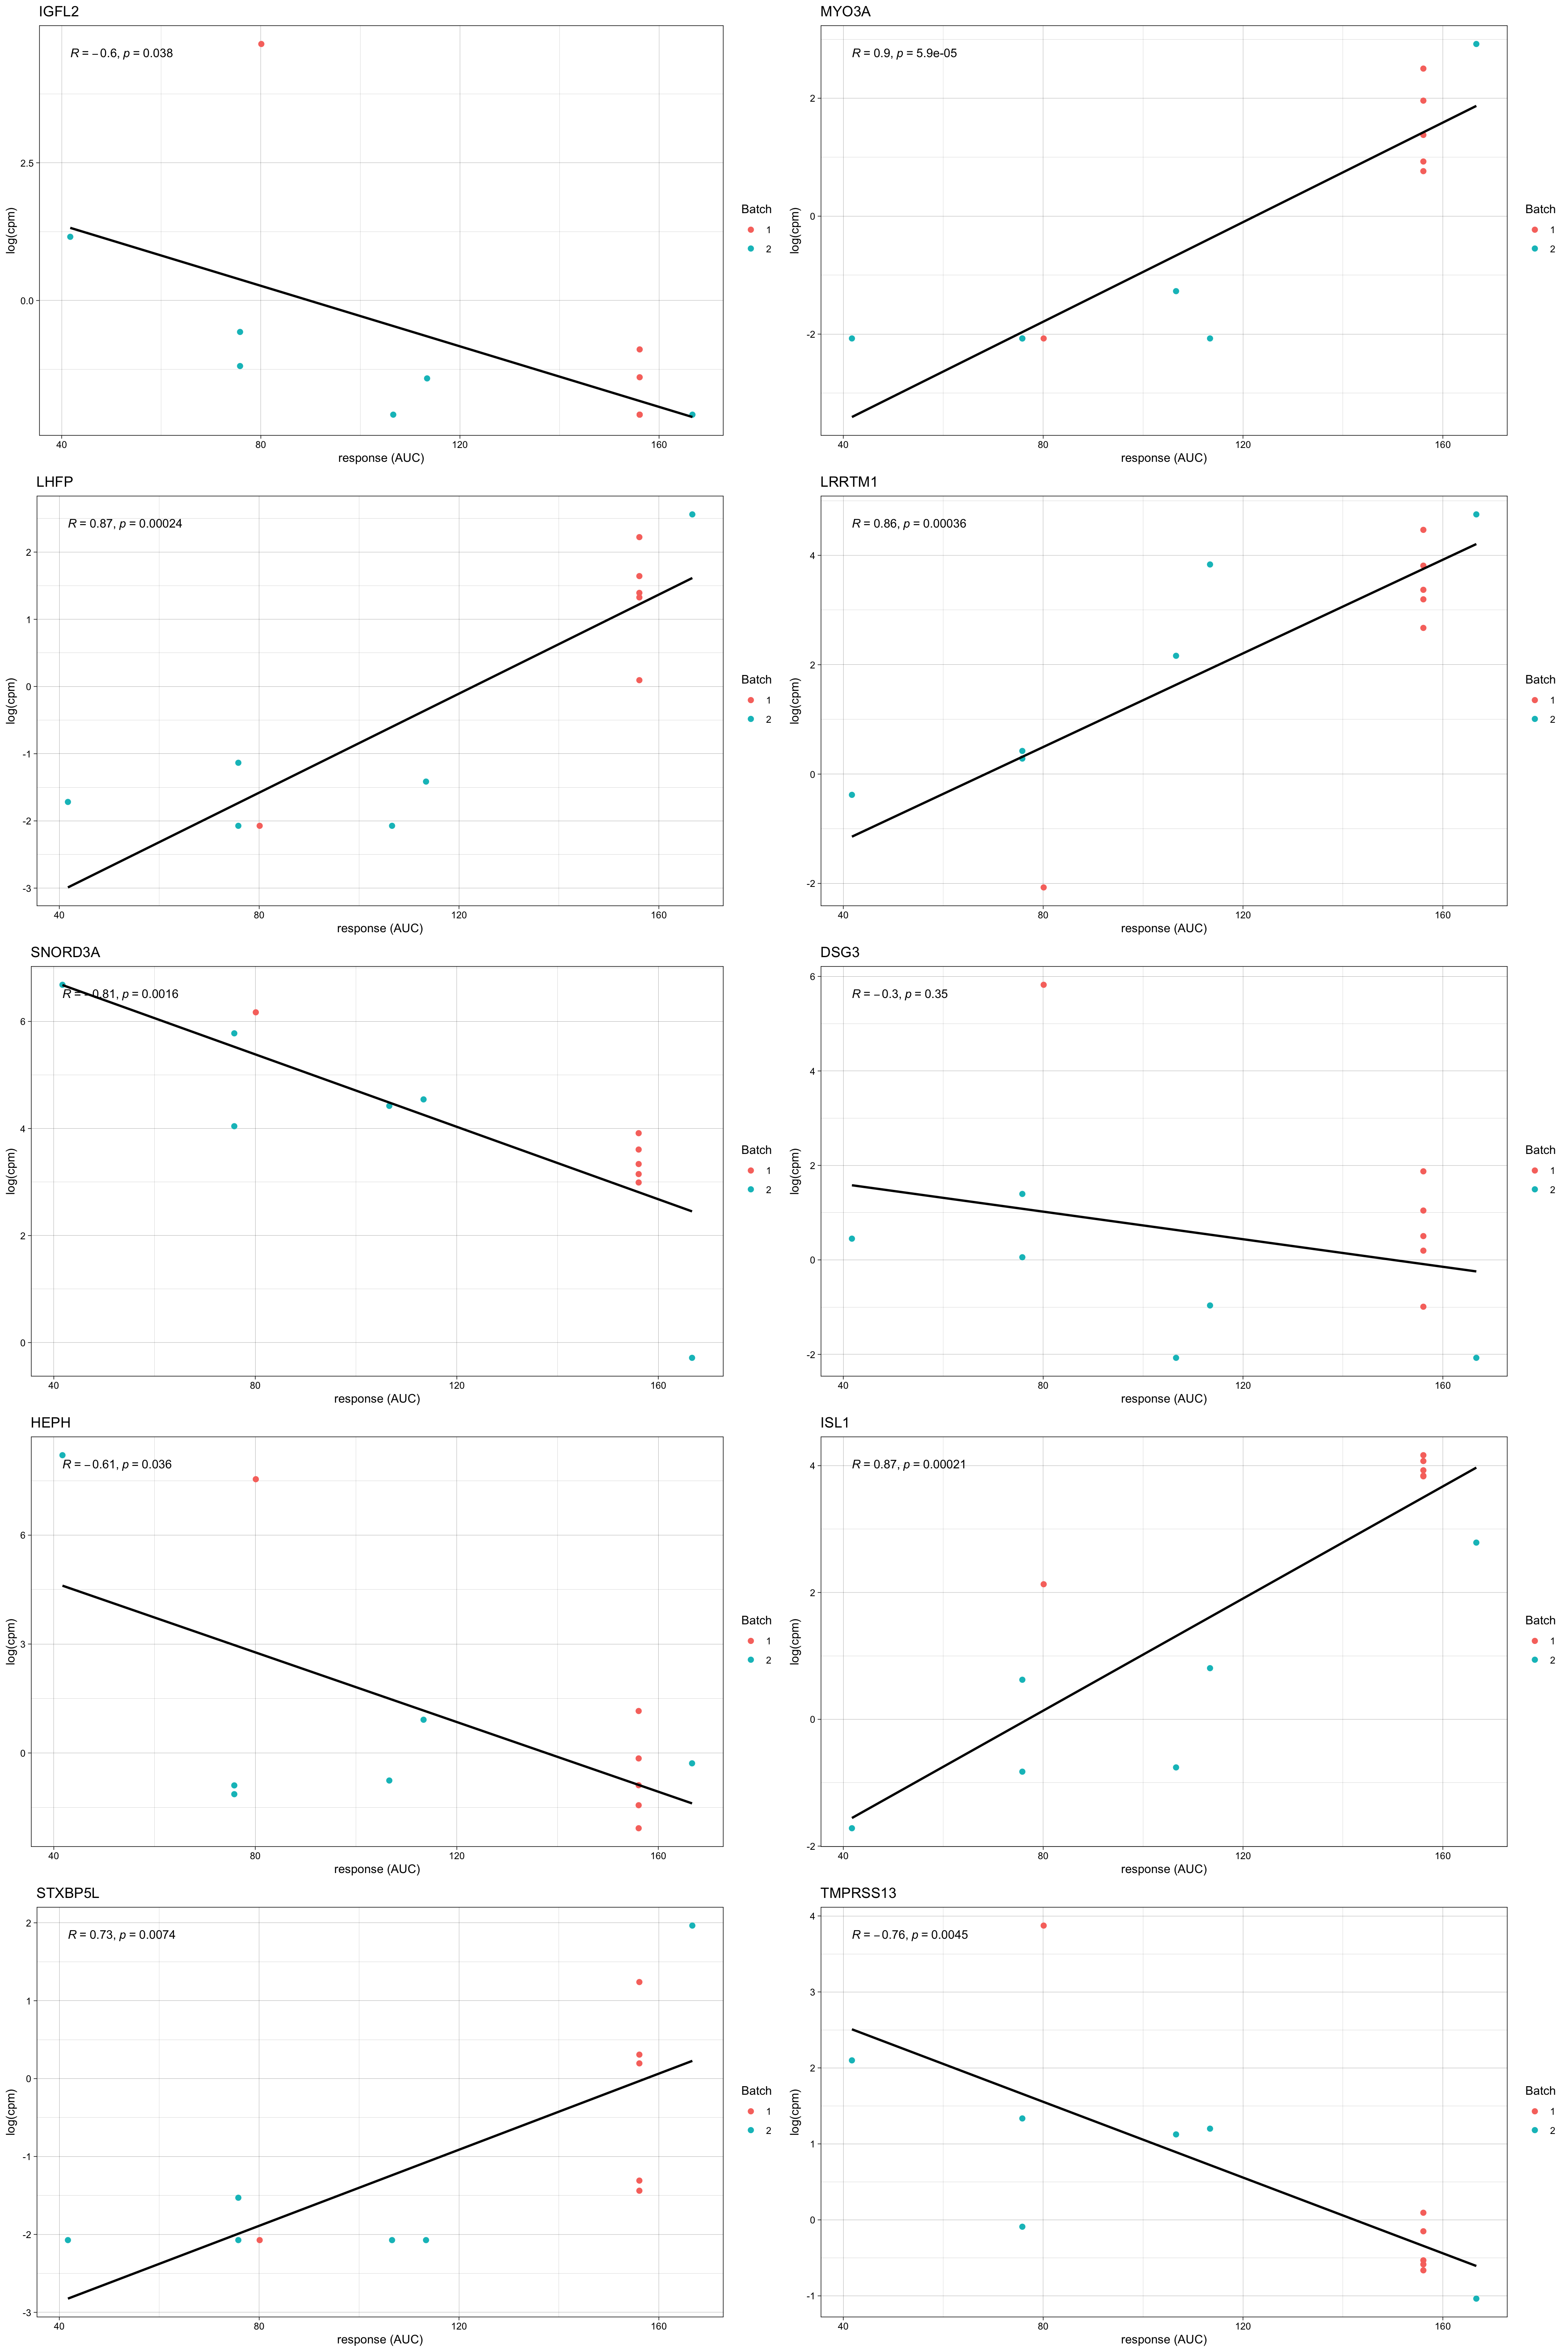 IGFL2
R = −0.6, p = 0.038
log(cpm)
2.5
0.0
40 80 120 160
response (AUC)
Batch
1
2
MYO3A
R = 0.9, p = 5.9e-05
log(cpm)
2
0
-2
40 80 120 160
response (AUC)
Batch
1
2
LHFP
R = 0.87, p = 0.00024
log(cpm)
2
1
0
-1
-2
-3
40 80 120 160
response (AUC)
Batch
1
2
LRRTM1
R = 0.86, p = 0.00036
log(cpm)
4
2
0
-2
40 80 120 160
response (AUC)
Batch
1
2
SNORD3A
R = −0.81, p = 0.0016
log(cpm)
6
4
2
0
40 80 120 160
response (AUC)
Batch
1
2
DSG3
R = −0.3, p = 0.35
log(cpm)
6
4
2
0
-2
40 80 120 160
response (AUC)
Batch
1
2
HEPH
R = −0.61, p = 0.036
log(cpm)
6
3
0
40 80 120 160
response (AUC)
Batch
1
2
ISL1
R = 0.87, p = 0.00021
log(cpm)
4
2
0
-2
40 80 120 160
response (AUC)
Batch
1
2
STXBP5L
R = 0.73, p = 0.0074
log(cpm)
2
1
0
-1
-2
-3
40 80 120 160
response (AUC)
Batch
1
2
TMPRSS13
R = −0.76, p = 0.0045
log(cpm)
4
3
2
1
0
-1
40 80 120 160
response (AUC)
Batch
1
2